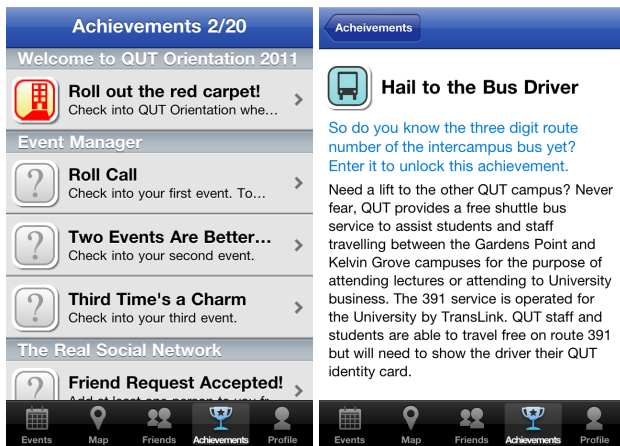 Achievements 2/20
Welcome to QUT Orientation 2011
Roll out the red carpet!
Check into QUT Orientation whe...
Event Manager
?
Roll Call
Check into your first event. To...
?
Two Events Are Better...
Check into your second event.
?
Third Time's a Charm
Check into your third event.
The Real Social Network
Friend Request Accepted!
Events
Map
Friends
Achievements
Profile
Acheivements
Hail to the Bus Driver
So do you know the three digit route
number of the intercampus bus yet?
Enter it to unlock this achievement.
Need a lift to the other QUT campus? Never
fear, QUT provides a free shuttle bus
service to assist students and staff
travelling between the Gardens Point and
Kelvin Grove campuses for the purpose of
attending lectures or attending to University
business. The 391 service is operated for
the University by TransLink. QUT staff and
students are able to travel free on route 391
but will need to show the driver their QUT
identity card.
Events
Map
Friends
Achievements
Profile